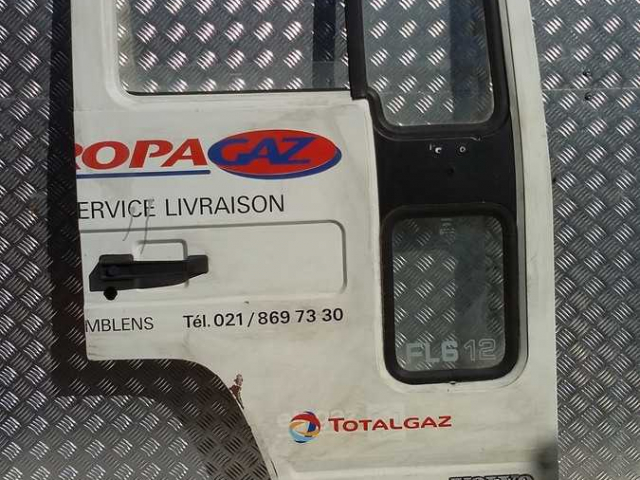 ROPAGAZ
ERVICE LIVRAISON
MBLENS Tél. 021/869 73 30
FL6 12
TOTALGAZ